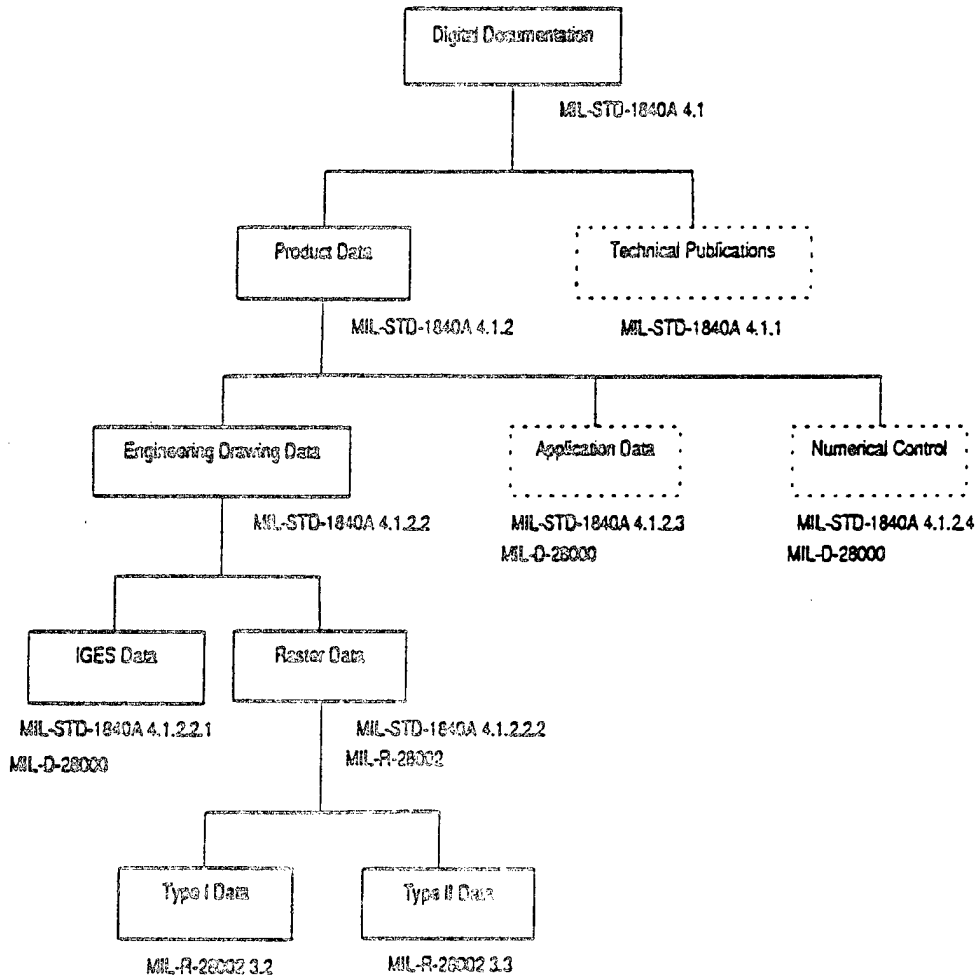 Digital Documentation
MIL-STD-1840A 4.1
Product Data
Technical Publications
MIL-STD-1840A 4.1.2
MIL-STD-1840A 4.1.1
Engineering Drawing Data
Application Data
Numerical Control
MIL-STD-1840A 4.1.2.2
MIL-STD-1840A 4.1.2.3
MIL-D-28000
MIL-STD-1840A 4.1.2.4
MIL-D-28000
IGES Data
Raster Data
MIL-STD-1840A 4.1.2.2.1
MIL-D-28000
MIL-STD-1840A 4.1.2.2.2
MIL-R-28002
Type I Data
Type II Data
MIL-R-28002 3.2
MIL-R-28002 3.3